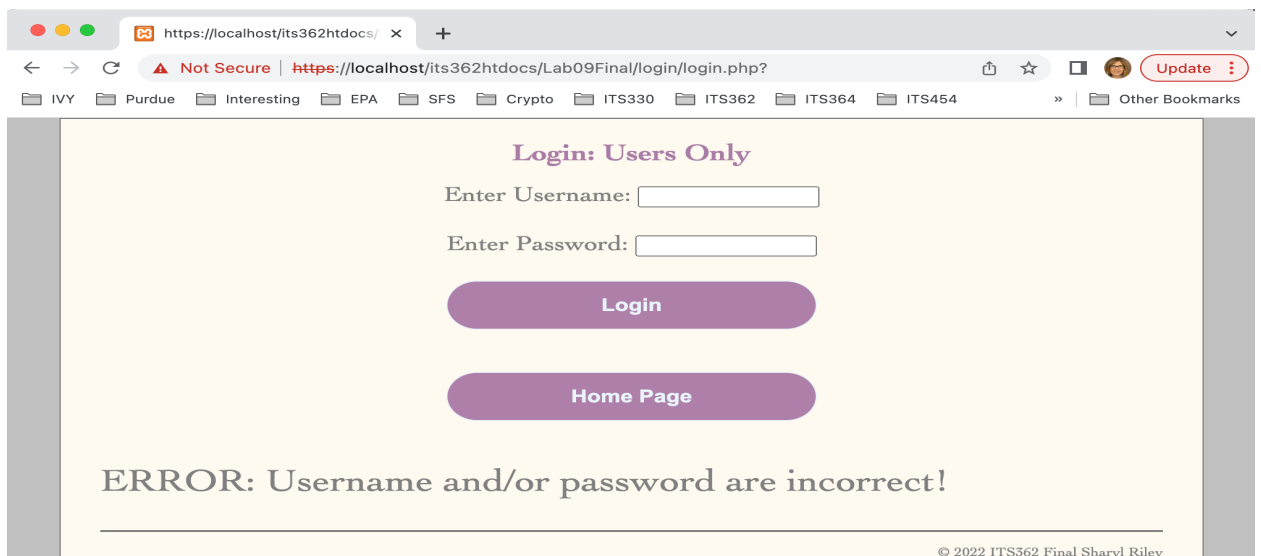 https://localhost/its362htdocs/
Not Secure | https://localhost/its362htdocs/Lab09Final/login/login.php? Update
IVY Purdue Interesting EPA SFS Crypto ITS330 ITS362 ITS364 ITS454 » Other Bookmarks
Login: Users Only
Enter Username:
Enter Password:
Login
Home Page
ERROR: Username and/or password are incorrect!
© 2022 ITS362 Final Sharyl Riley